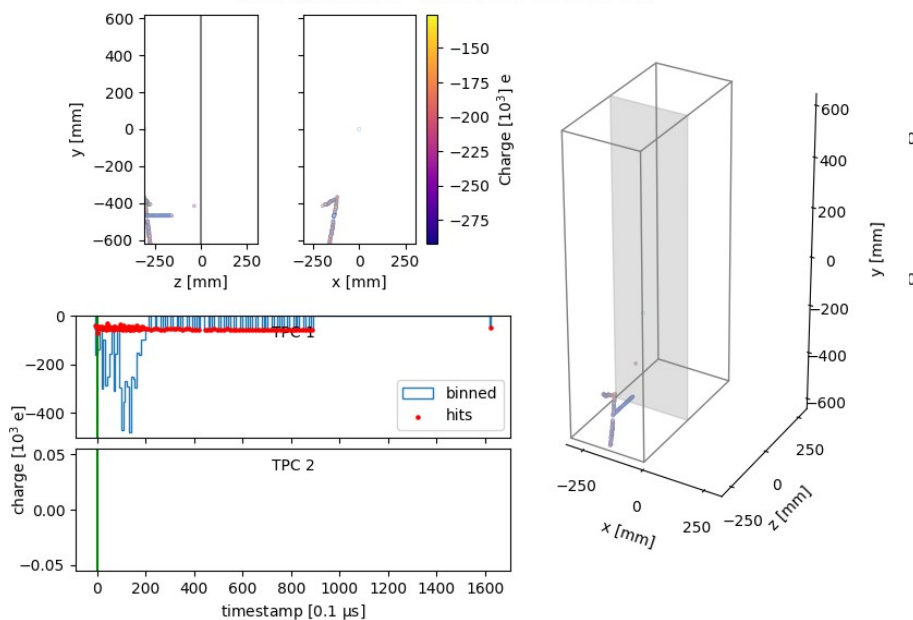 600
400
200
0
−200
−400
−600
y [mm]
−250 0 250
z [mm]
−250 0 250
x [mm]
−150
−175
−200
−225
−250
−275
Charge [10³] e
0
−200
−400
TPC 1
binned
hits
charge [10³ e]
0.05
0.00
−0.05
TPC 2
0 200 400 600 800 1000 1200 1400 1600
timestamp [0.1 μs]
600
400
200
0
−200
−400
−600
y [mm]
−250
0
250
x [mm]
−250
0
250
z [mm]